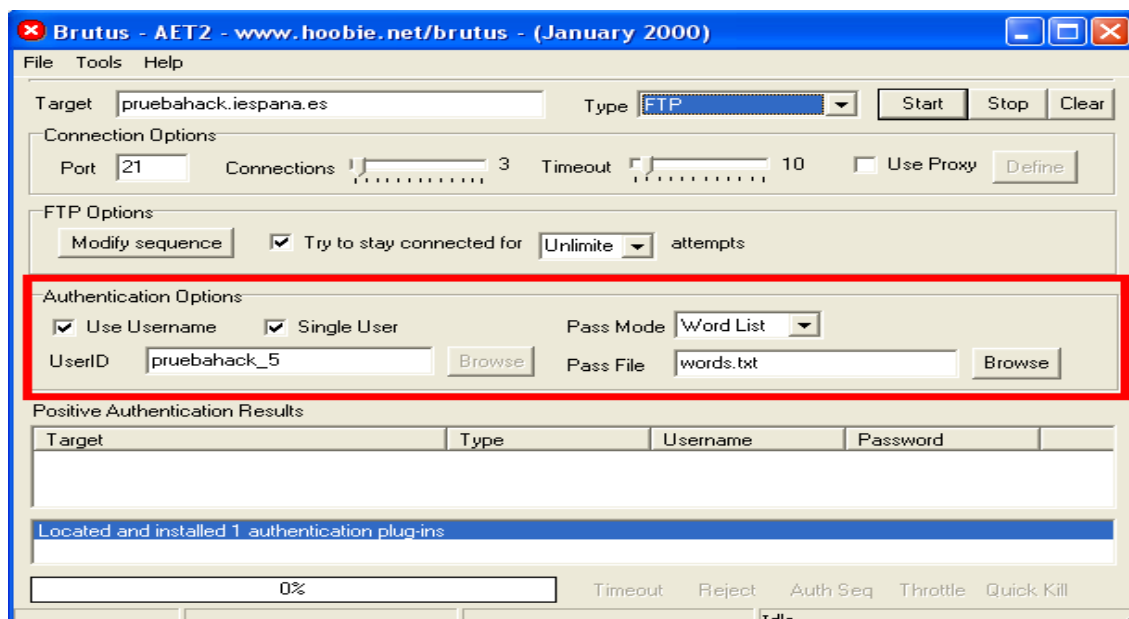 Brutus - AET2 - www.hoobie.net/brutus - (January 2000)
File Tools Help
Target pruebahack.iespana.es Type FTP Start Stop Clear
Connection Options
Port 21 Connections 3 Timeout 10 Use Proxy Define
FTP Options
Modify sequence Try to stay connected for Unlimite attempts
Authentication Options
Use Username Single User Pass Mode Word List
UserID pruebahack_5 Browse Pass File words.txt Browse
Positive Authentication Results
Target Type Username Password
Located and installed 1 authentication plug-ins
0% Timeout Reject Auth Seq Throttle Quick Kill